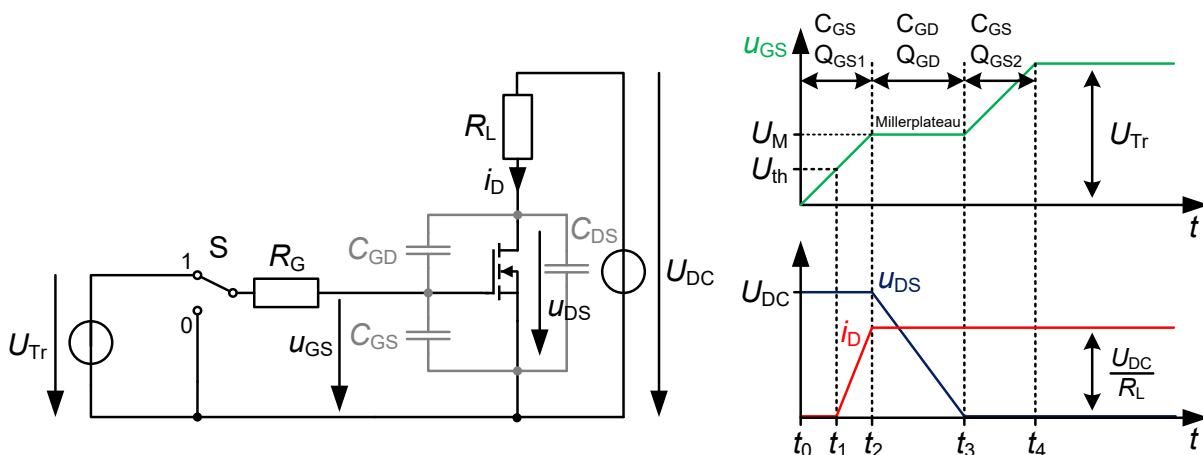 R_L
i_D
S
R_G
1
0
C_GD
C_GS
C_DS
U_Tr
u_GS
u_DS
U_DC
u_GS
C_GS C_GD C_GS
Q_GS1 Q_GD Q_GS2
Millerplateau
U_M
U_th
U_Tr
t
U_DC
u_DS
i_D
U_DC
R_L
t_0 t_1 t_2 t_3 t_4 t